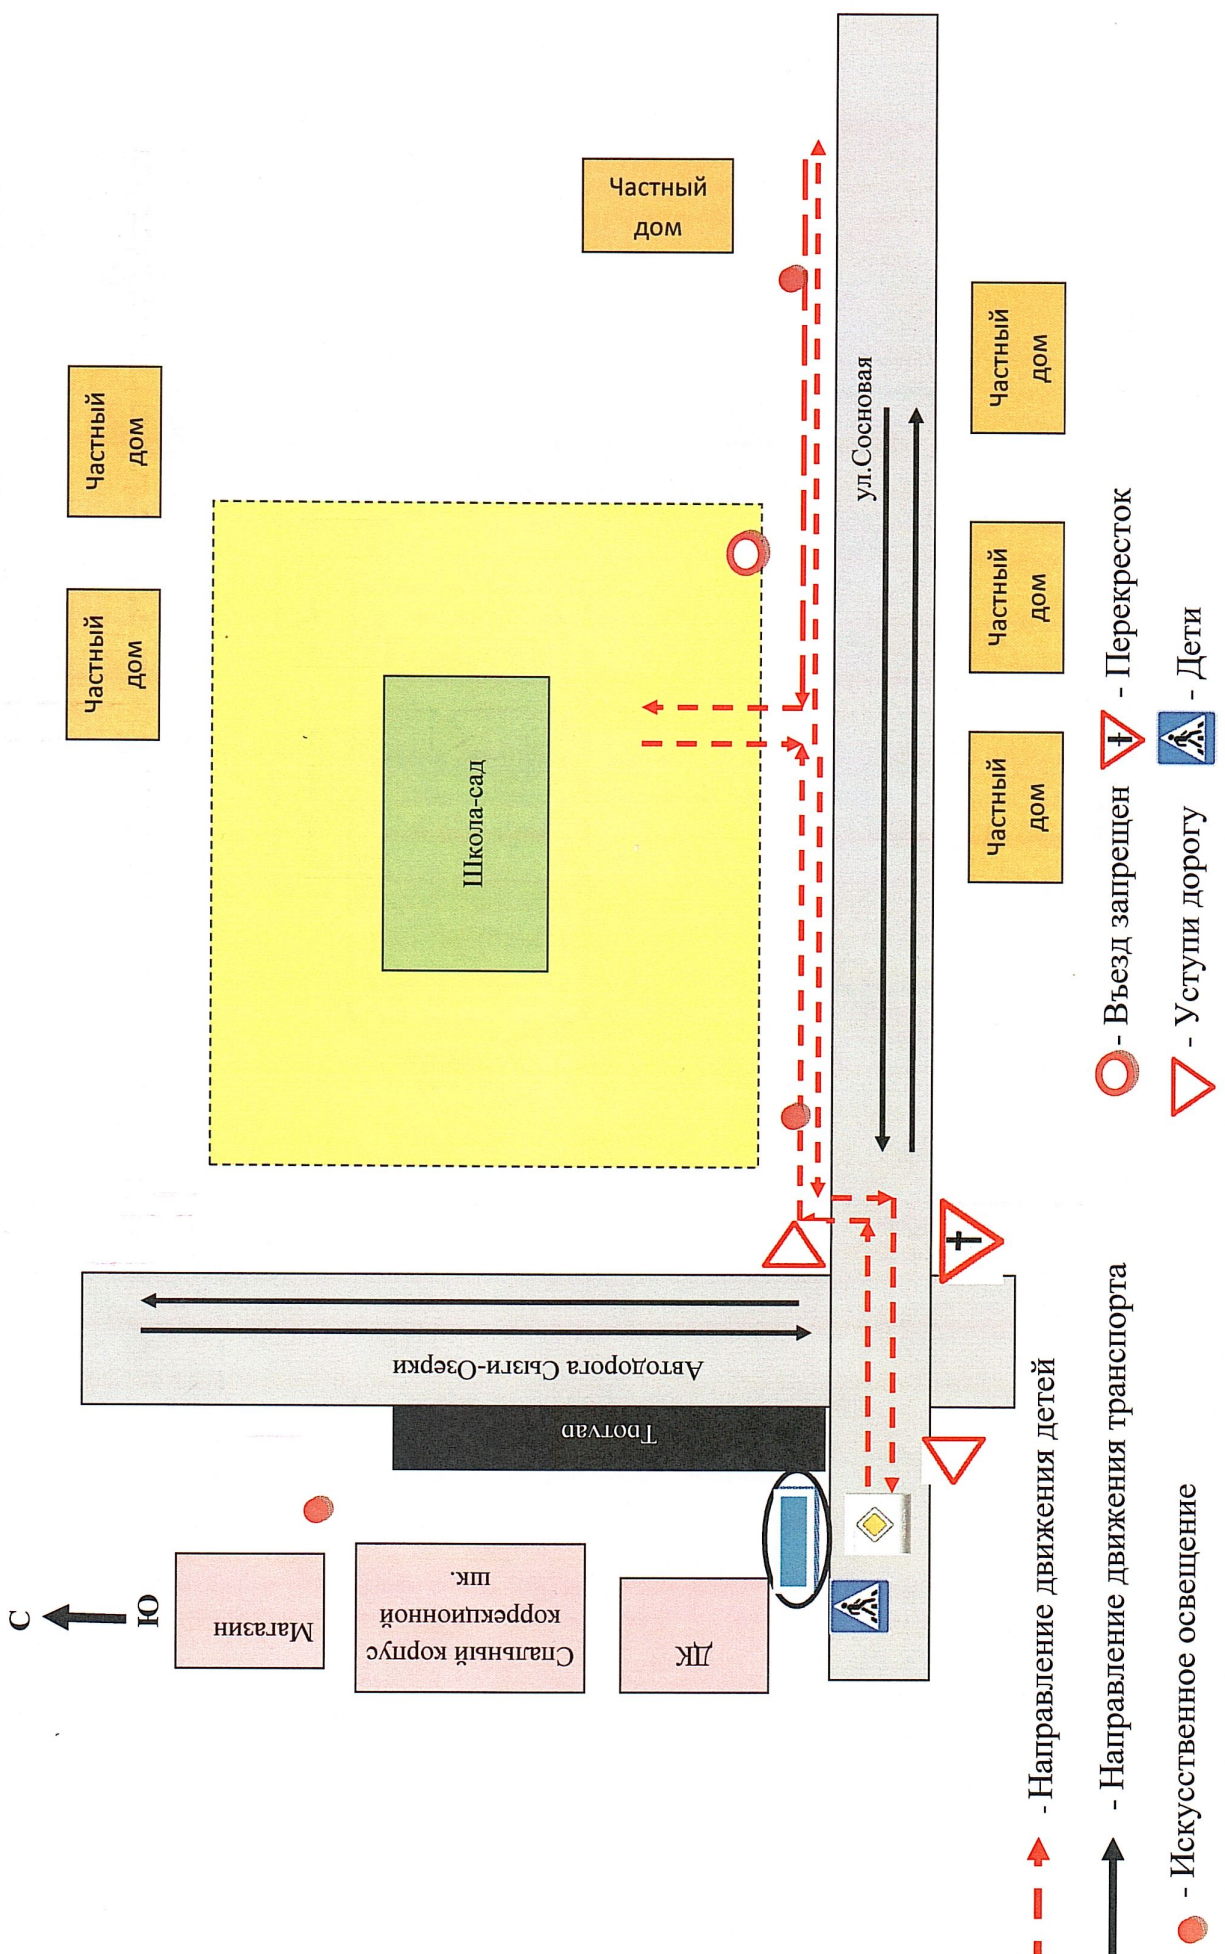 С
Ю
Частный
дом
Частный
дом
Частный
дом
Школа-сад
ул.Сосновая
Частный
дом
Частный
дом
Частный
дом
Автодорога Сызги-Озерки
Тротуар
Магазин
Спальный корпус
коррекционной
шк.
ДК
- Направление движения детей
- Въезд запрещен
- Перекресток
- Направление движения транспорта
- Уступи дорогу
- Дети
- Искусственное освещение